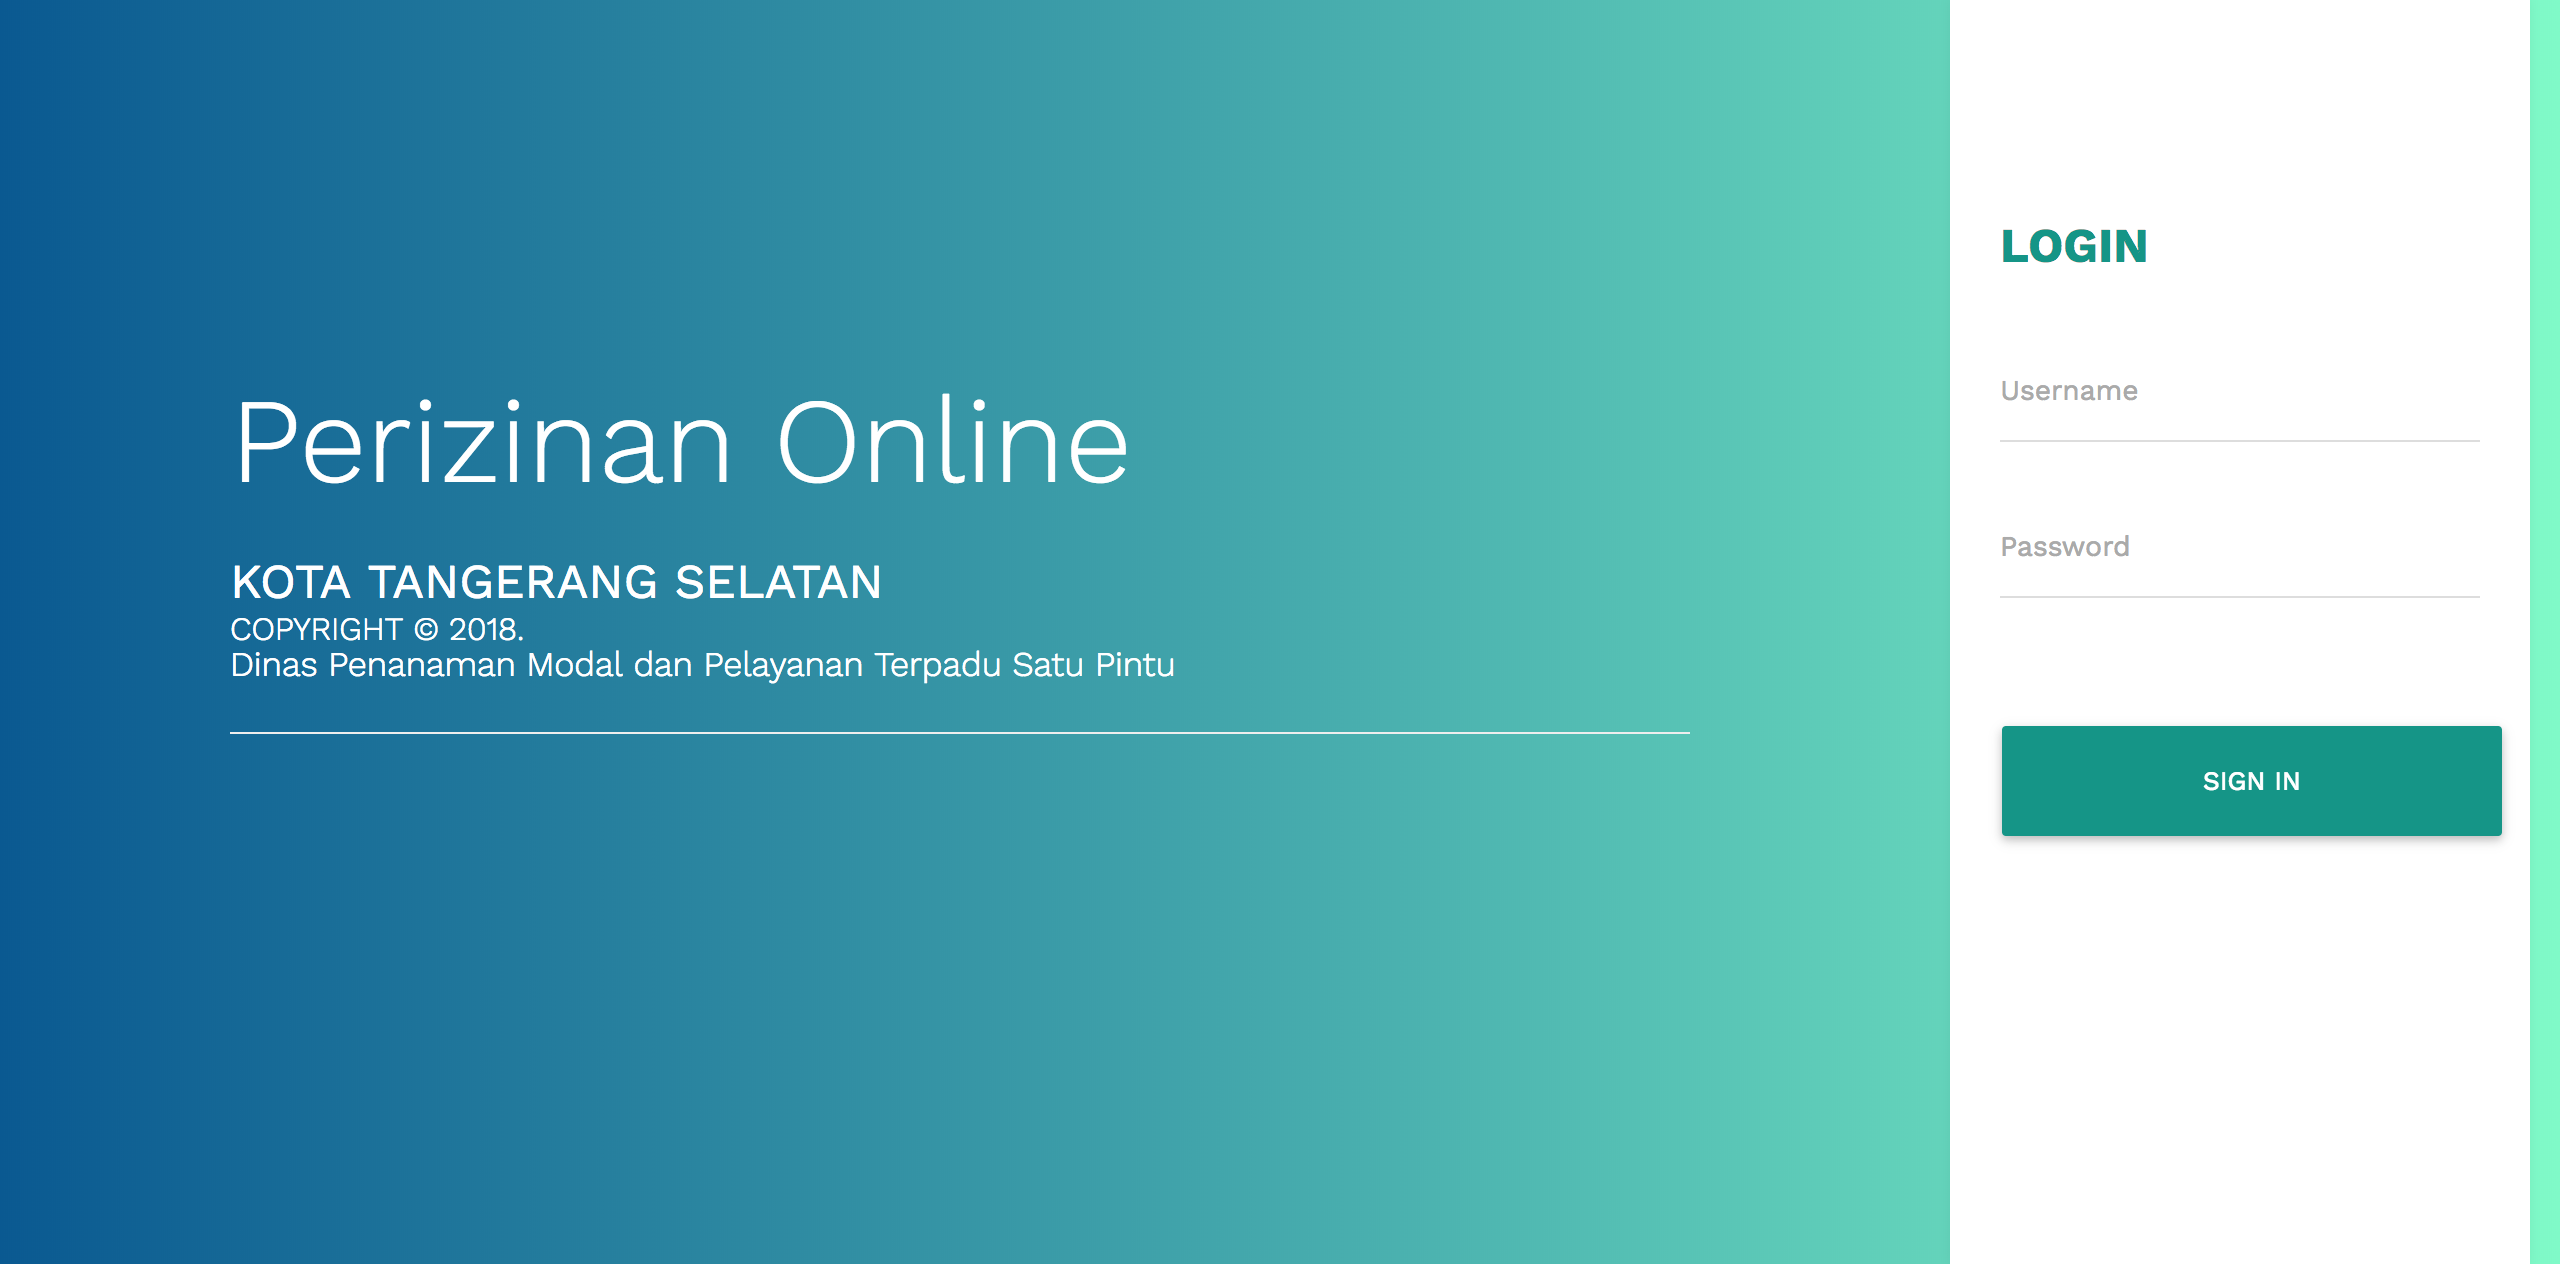 Perizinan Online
KOTA TANGERANG SELATAN
COPYRIGHT © 2018.
Dinas Penanaman Modal dan Pelayanan Terpadu Satu Pintu
LOGIN
Username
Password
SIGN IN